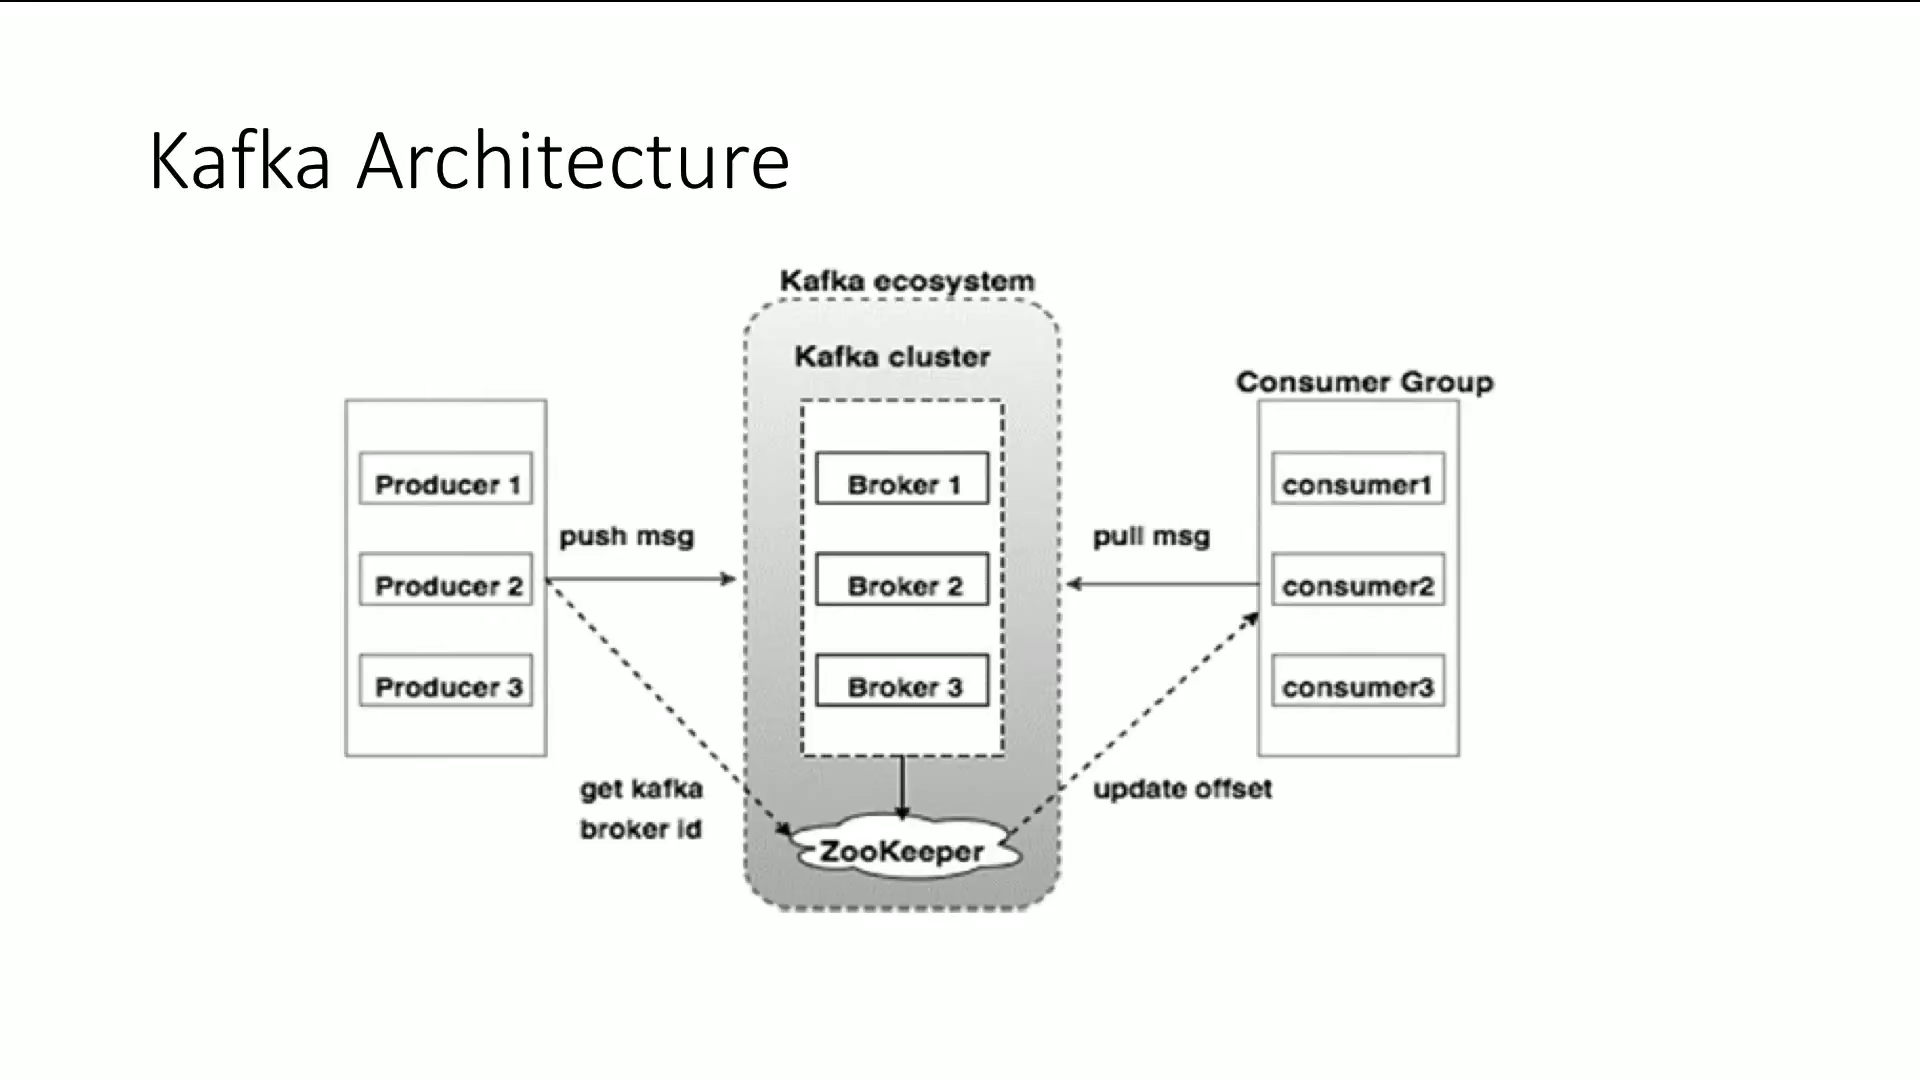 Kafka Architecture
Kafka ecosystem
Kafka cluster
Consumer Group
Producer 1
Broker 1
consumer1
push msg
pull msg
Producer 2
Broker 2
consumer2
Producer 3
Broker 3
consumer3
get kafka
broker id
update offset
ZooKeeper